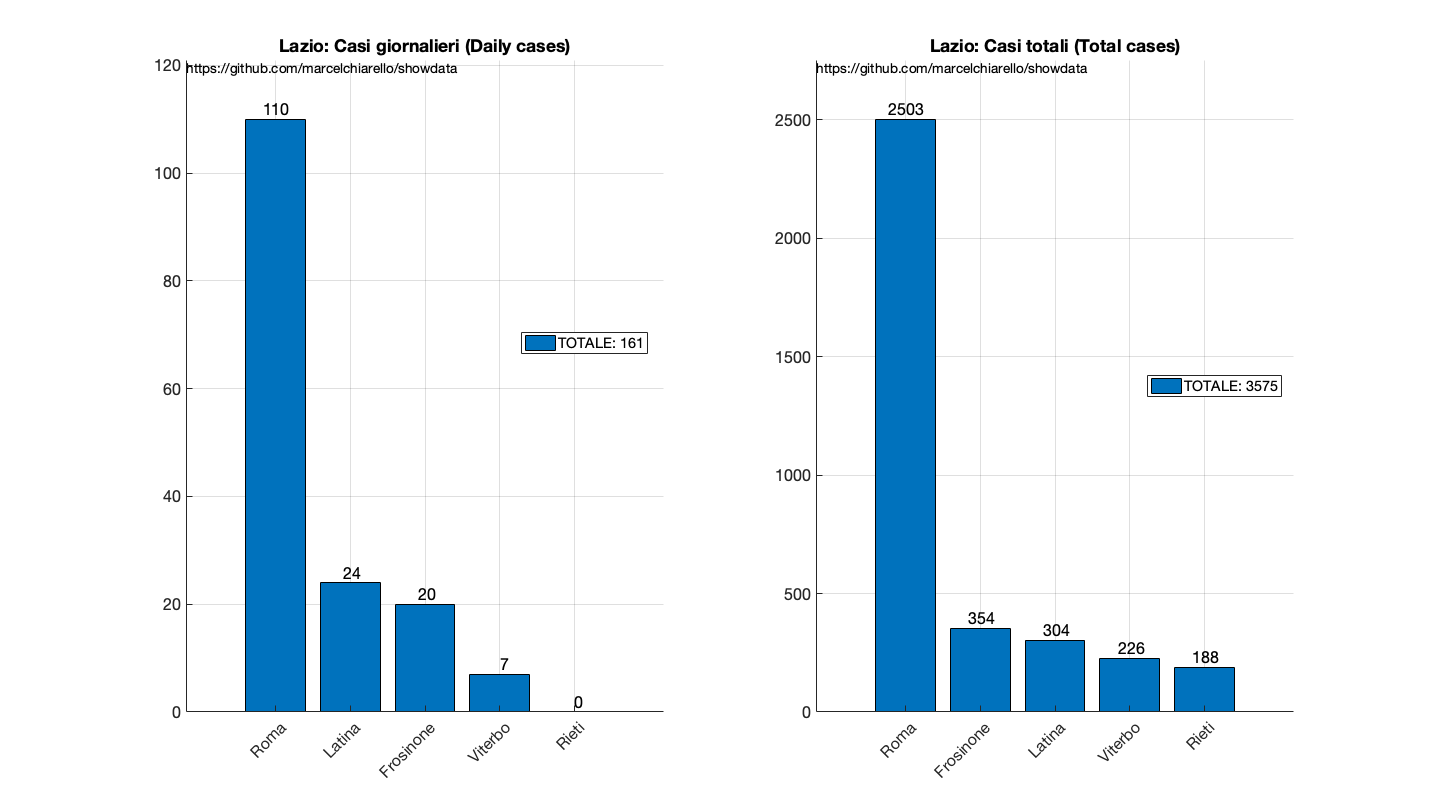 Lazio: Casi giornalieri (Daily cases)
https://github.com/marcelchiarello/showdata
120
100
80
60
40
20
0
110
24
20
7
0
TOTALE: 161
Roma
Latina
Frosinone
Viterbo
Rieti
Lazio: Casi totali (Total cases)
https://github.com/marcelchiarello/showdata
2500
2000
1500
1000
500
0
2503
354
304
226
188
TOTALE: 3575
Roma
Frosinone
Latina
Viterbo
Rieti